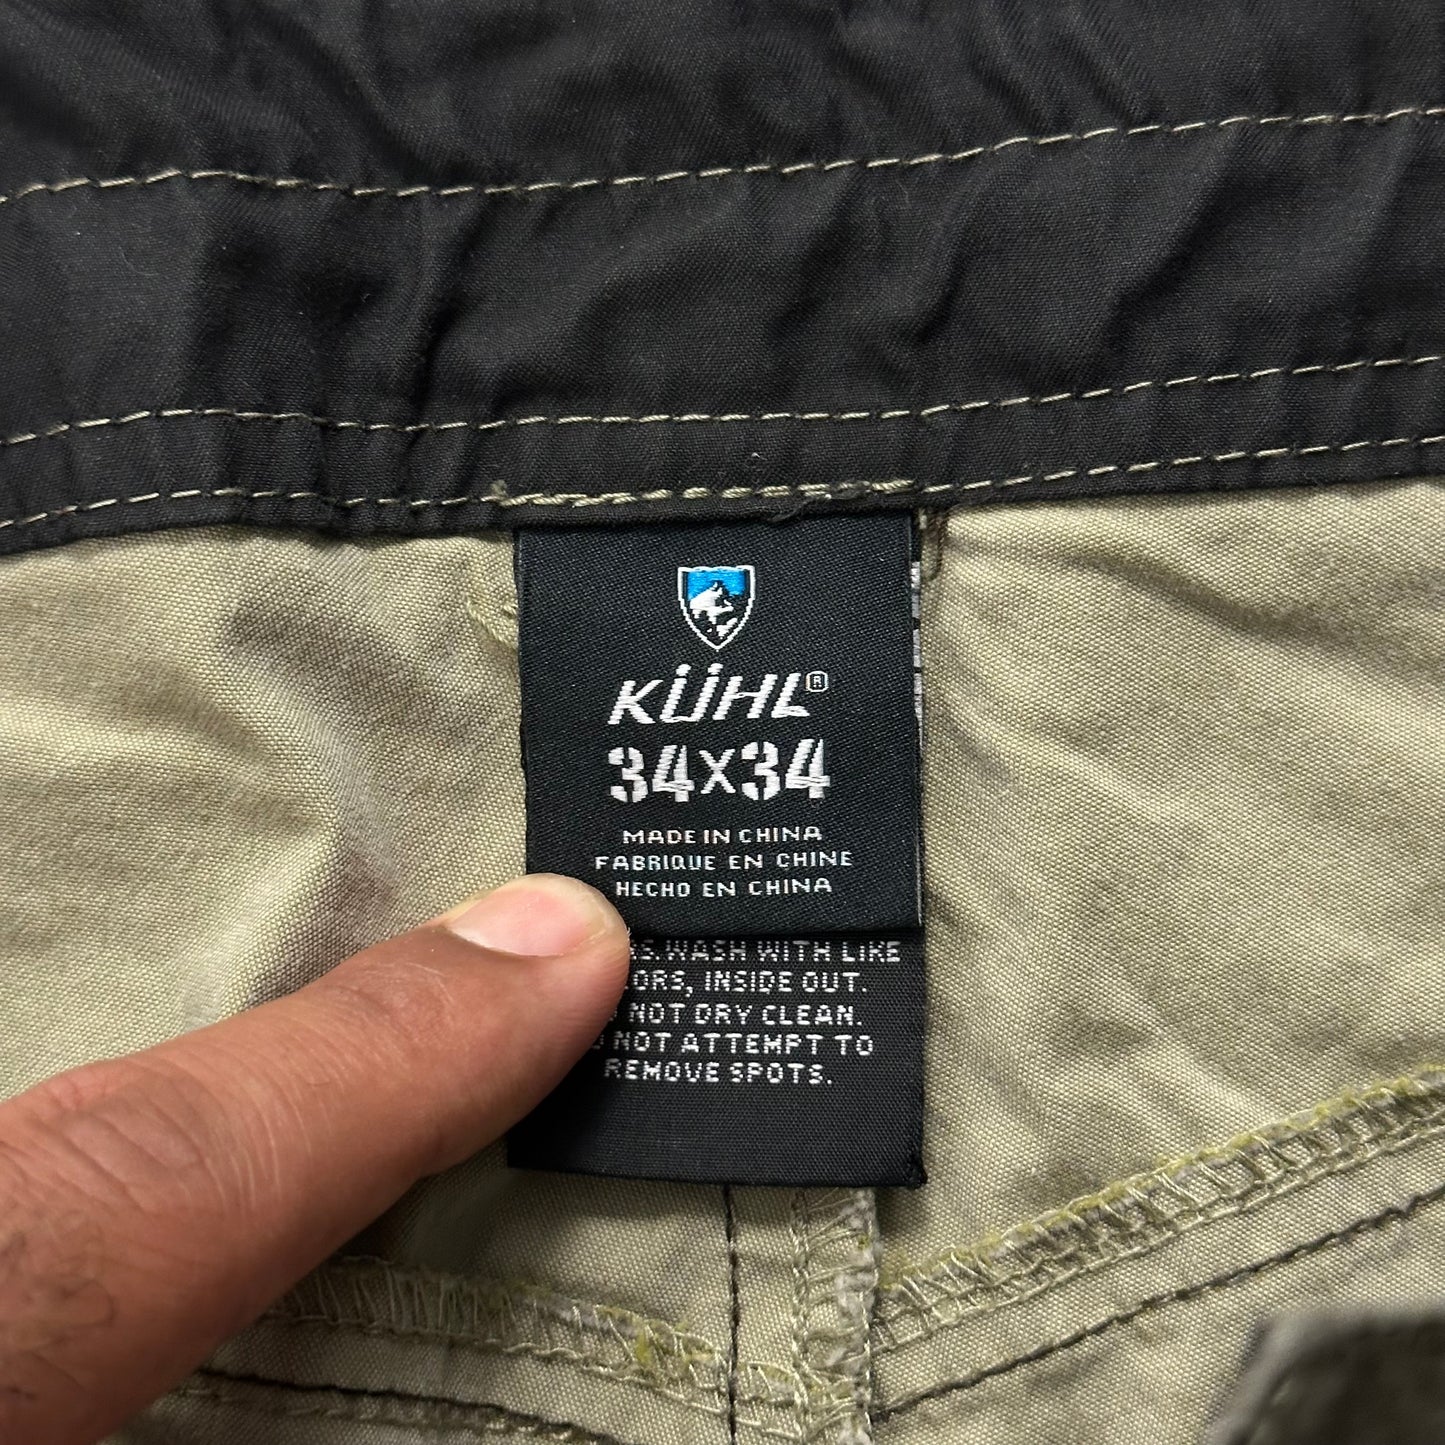 KÜHL®
34X34
MADE IN CHINA
FABRIQUE EN CHINE
HECHO EN CHINA
WASH WITH LIKE
INSIDE OUT.
NOT DRY CLEAN.
NOT ATTEMPT TO
REMOVE SPOTS.